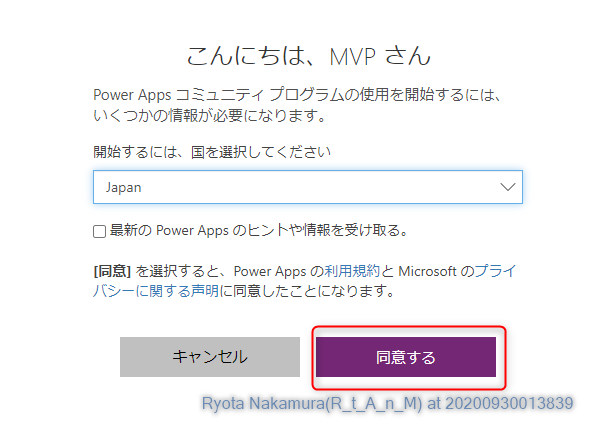 こんにちは、MVP さん
Power Apps コミュニティ プログラムの使用を開始するには、
いくつかの情報が必要になります。
開始するには、国を選択してください
Japan
最新の Power Apps のヒントや情報を受け取る。
[同意] を選択すると、Power Apps の利用規約と Microsoft のプライ
バシーに関する声明に同意したことになります。
キャンセル
同意する
Ryota Nakamura(R_t_A_n_M) at 20200930013839